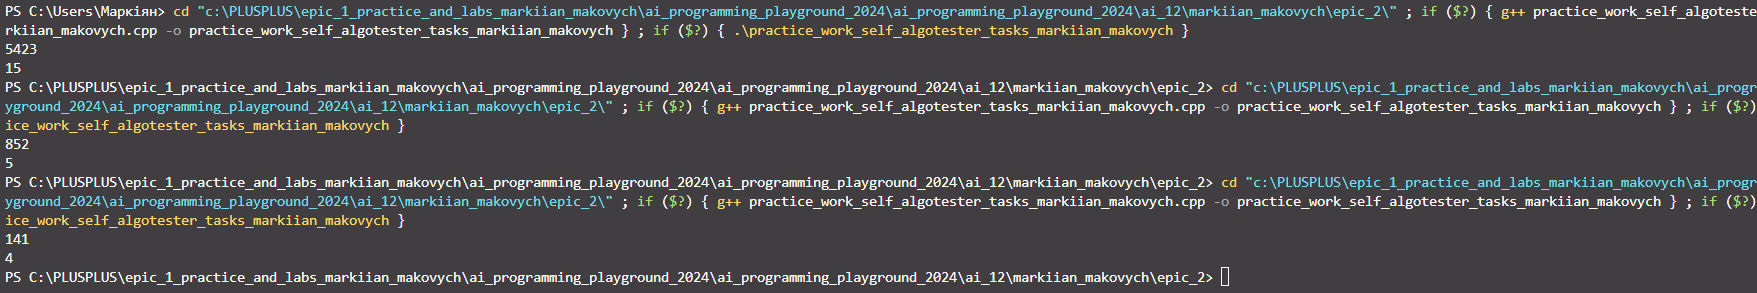 PS C:\Users\Маркіян> cd "c:\PLUSPLUS\epic_1_practice_and_labs_markiian_makovych\ai_programming_playground_2024\ai_programming_playground_2024\ai_12\markiian_makovych\epic_2\" ; if ($?) { g++ practice_work_self_algoteste
rkiian_makovych.cpp -o practice_work_self_algotester_tasks_markiian_makovych } ; if ($?) { .\practice_work_self_algotester_tasks_markiian_makovych }
5423
15
PS C:\PLUSPLUS\epic_1_practice_and_labs_markiian_makovych\ai_programming_playground_2024\ai_programming_playground_2024\ai_12\markiian_makovych\epic_2> cd "c:\PLUSPLUS\epic_1_practice_and_labs_markiian_makovych\ai_progr
yground_2024\ai_programming_playground_2024\ai_12\markiian_makovych\epic_2\" ; if ($?) { g++ practice_work_self_algotester_tasks_markiian_makovych.cpp -o practice_work_self_algotester_tasks_markiian_makovych } ; if ($?)
ice_work_self_algotester_tasks_markiian_makovych }
852
5
PS C:\PLUSPLUS\epic_1_practice_and_labs_markiian_makovych\ai_programming_playground_2024\ai_programming_playground_2024\ai_12\markiian_makovych\epic_2> cd "c:\PLUSPLUS\epic_1_practice_and_labs_markiian_makovych\ai_progr
yground_2024\ai_programming_playground_2024\ai_12\markiian_makovych\epic_2\" ; if ($?) { g++ practice_work_self_algotester_tasks_markiian_makovych.cpp -o practice_work_self_algotester_tasks_markiian_makovych } ; if ($?)
ice_work_self_algotester_tasks_markiian_makovych }
141
4
PS C:\PLUSPLUS\epic_1_practice_and_labs_markiian_makovych\ai_programming_playground_2024\ai_programming_playground_2024\ai_12\markiian_makovych\epic_2>